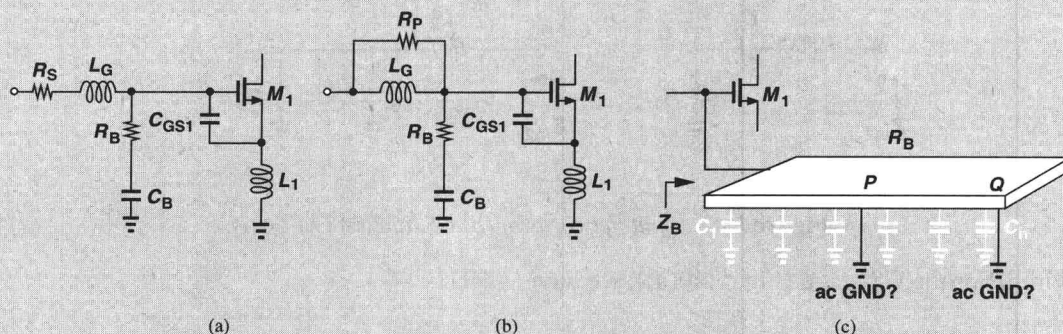 R_S
L_G
R_B
C_B
C_GS1
M_1
L_1
(a)
R_P
L_G
R_B
C_B
C_GS1
M_1
L_1
(b)
M_1
R_B
P
Q
Z_B
C_1
C_n
ac GND?
ac GND?
(c)